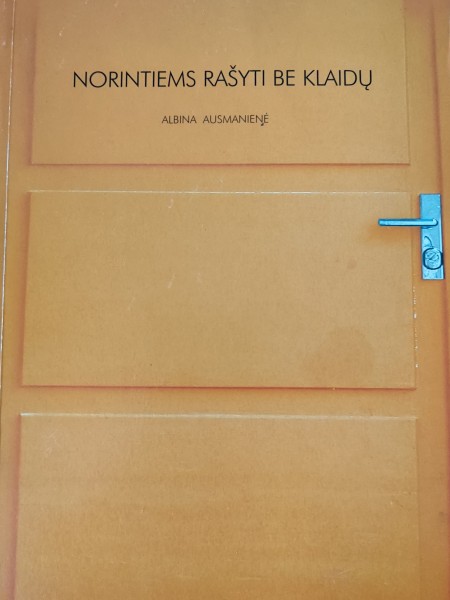 NORINTIEMS RAŠYTI BE KLAIDŲ
ALBINA AUSMANIENĖ